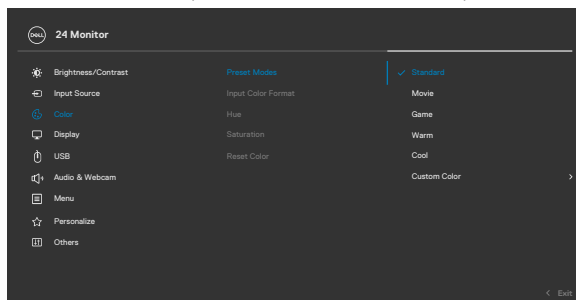 DELL
24 Monitor
Brightness/Contrast
Input Source
Color
Display
USB
Audio & Webcam
Menu
Personalize
Others
Preset Modes
Input Color Format
Hue
Saturation
Reset Color
Standard
Movie
Game
Warm
Cool
Custom Color >
< Exit